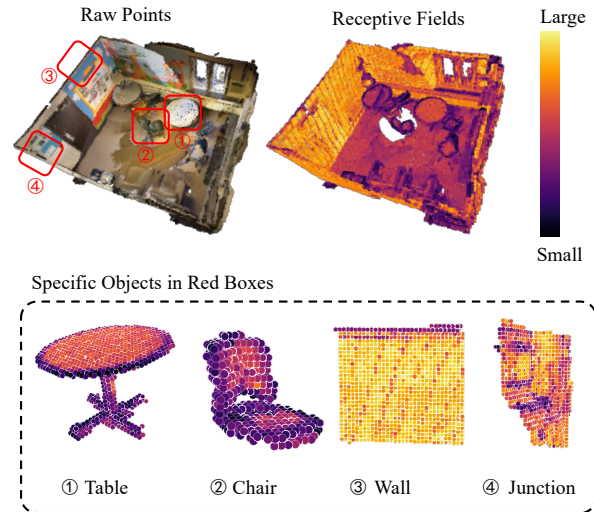 Raw Points
Receptive Fields
Large
Small
③
①
②
④
Specific Objects in Red Boxes
① Table
② Chair
③ Wall
④ Junction